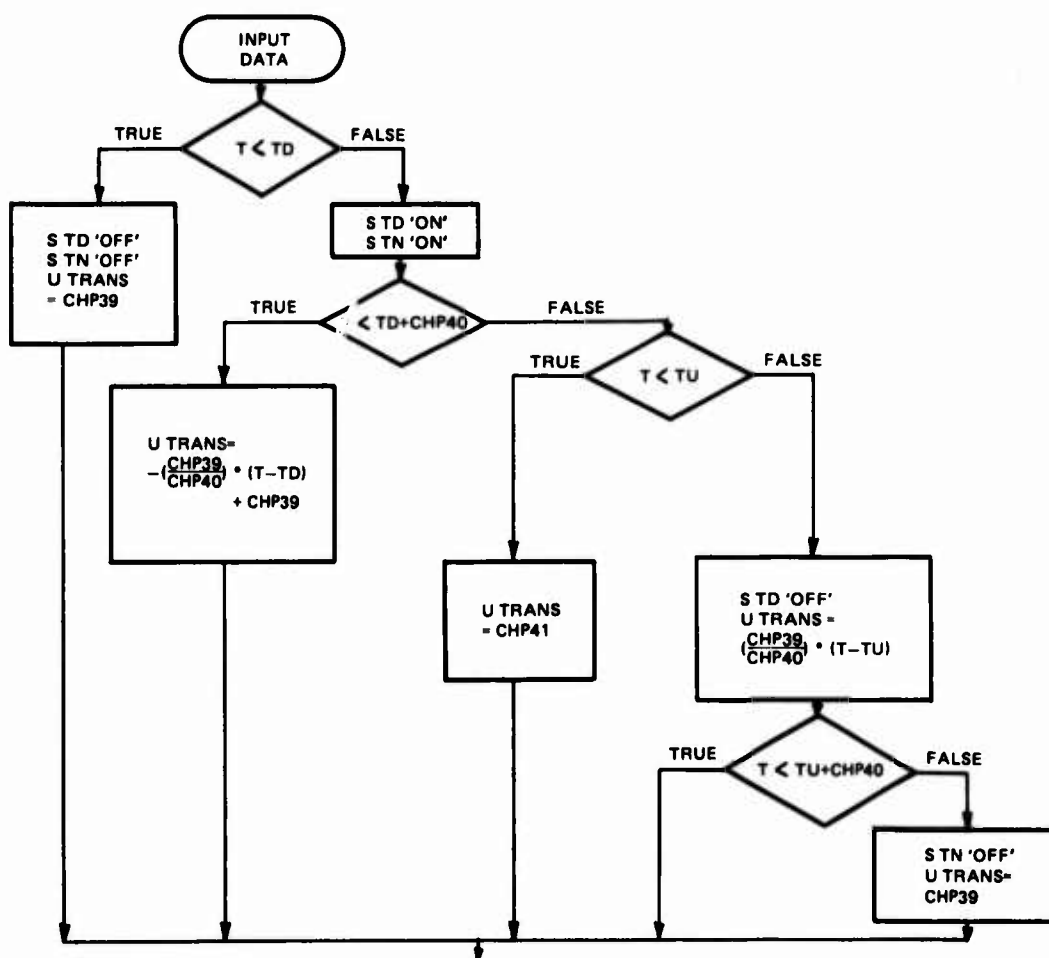 INPUT
DATA
TRUE
FALSE
T < TD
S TD 'OFF'
S TN 'OFF'
U TRANS
= CHP39
S TD 'ON'
S TN 'ON'
TRUE
FALSE
< TD+CHP40
TRUE
FALSE
T < TU
U TRANS=
–(CHP39
CHP40) * (T–TD)
+ CHP39
U TRANS
= CHP41
S TD 'OFF'
U TRANS =
(CHP39
CHP40) * (T–TU)
TRUE
FALSE
T < TU+CHP40
S TN 'OFF'
U TRANS=
CHP39